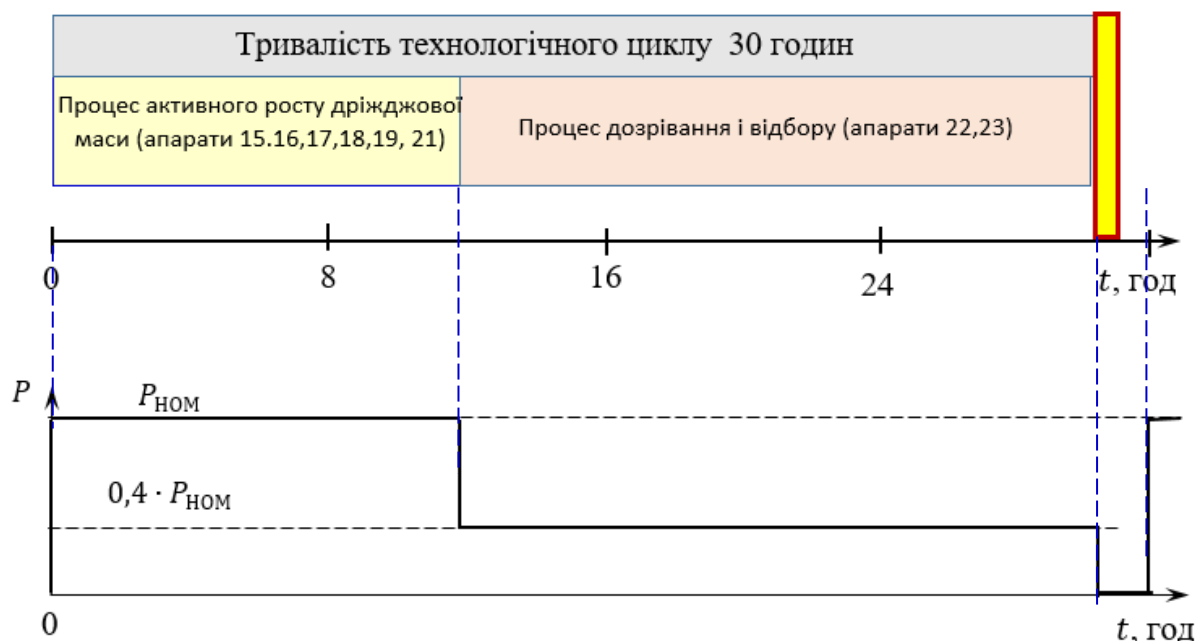 Тривалість технологічного циклу 30 годин
Процес активного росту дріжджової
маси (апарати 15.16,17,18,19, 21)
Процес дозрівання і відбору (апарати 22,23)
0
8
16
24
t, год
P
Pном
0,4 · Pном
0
t, год